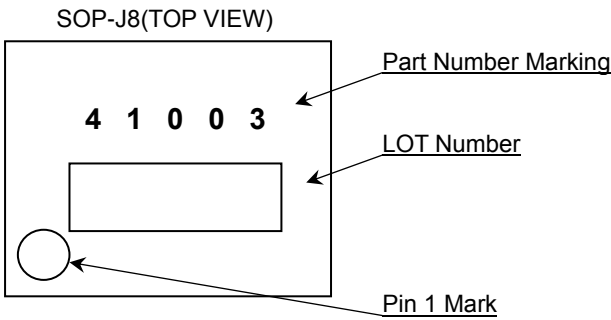 SOP-J8(TOP VIEW)
Part Number Marking
4 1 0 0 3
LOT Number
Pin 1 Mark